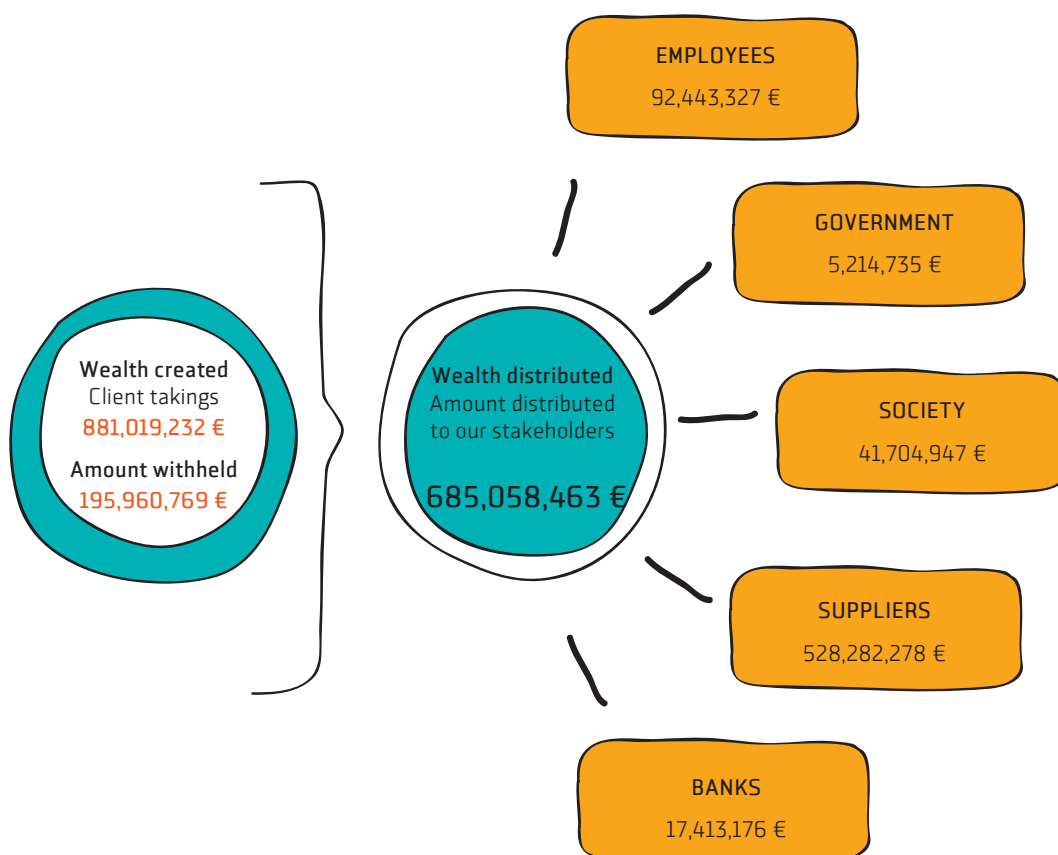 Wealth created
Client takings
881,019,232 €
Amount withheld
195,960,769 €
Wealth distributed
Amount distributed
to our stakeholders
685,058,463 €
EMPLOYEES
92,443,327 €
GOVERNMENT
5,214,735 €
SOCIETY
41,704,947 €
SUPPLIERS
528,282,278 €
BANKS
17,413,176 €